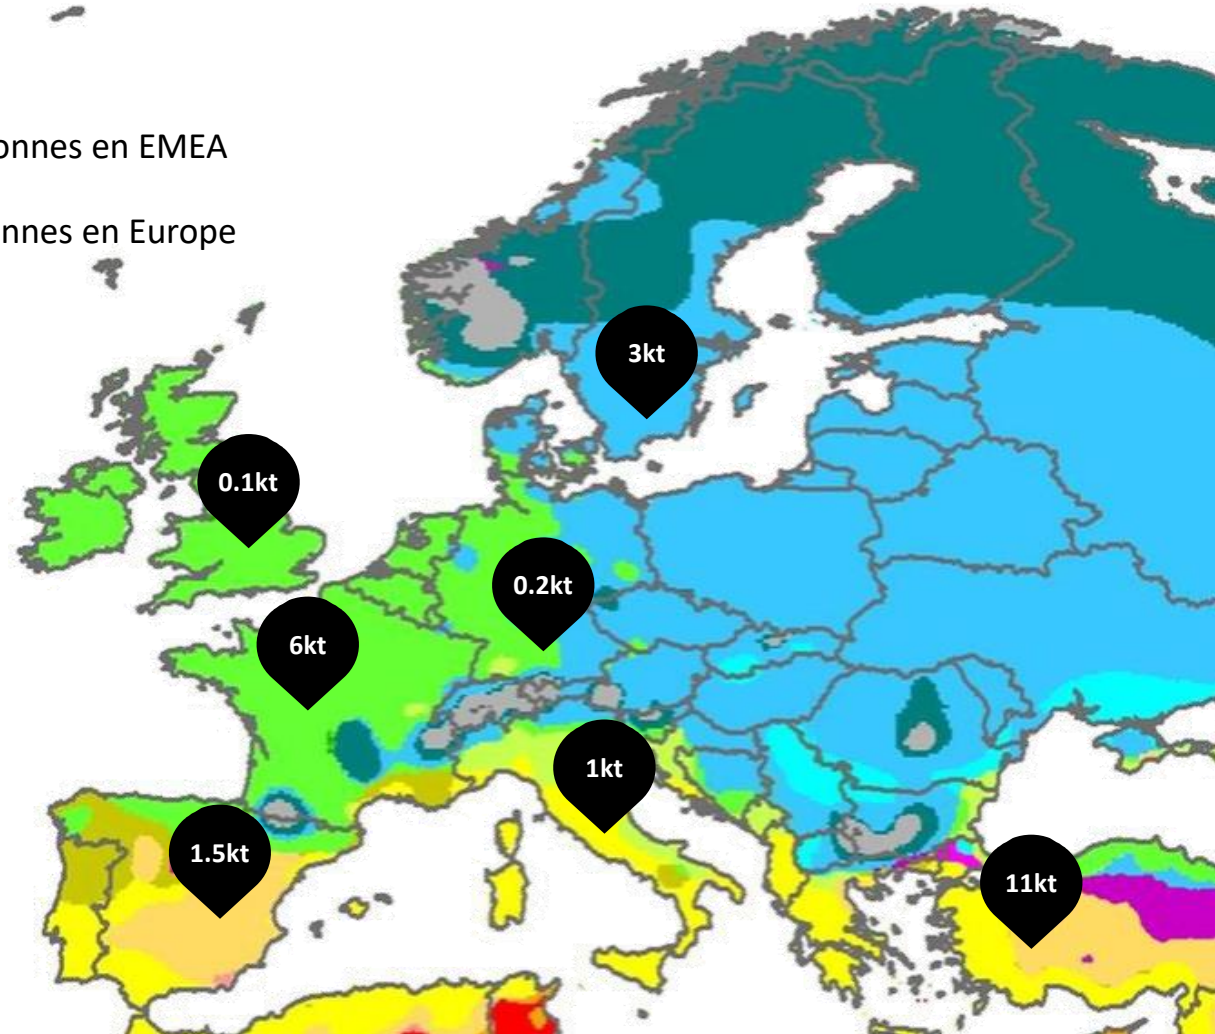 onnes en EMEA
nnes en Europe
3kt
0.1kt
0.2kt
6kt
1kt
1.5kt
11kt